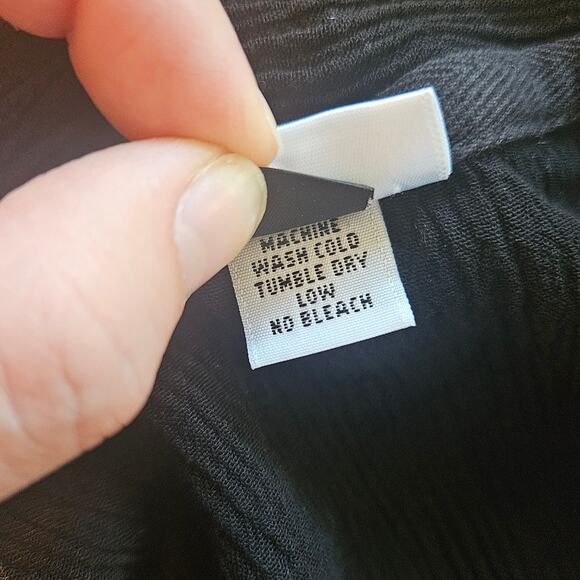 MACHINE
WASH COLD
TUMBLE DRY
LOW
NO BLEACH